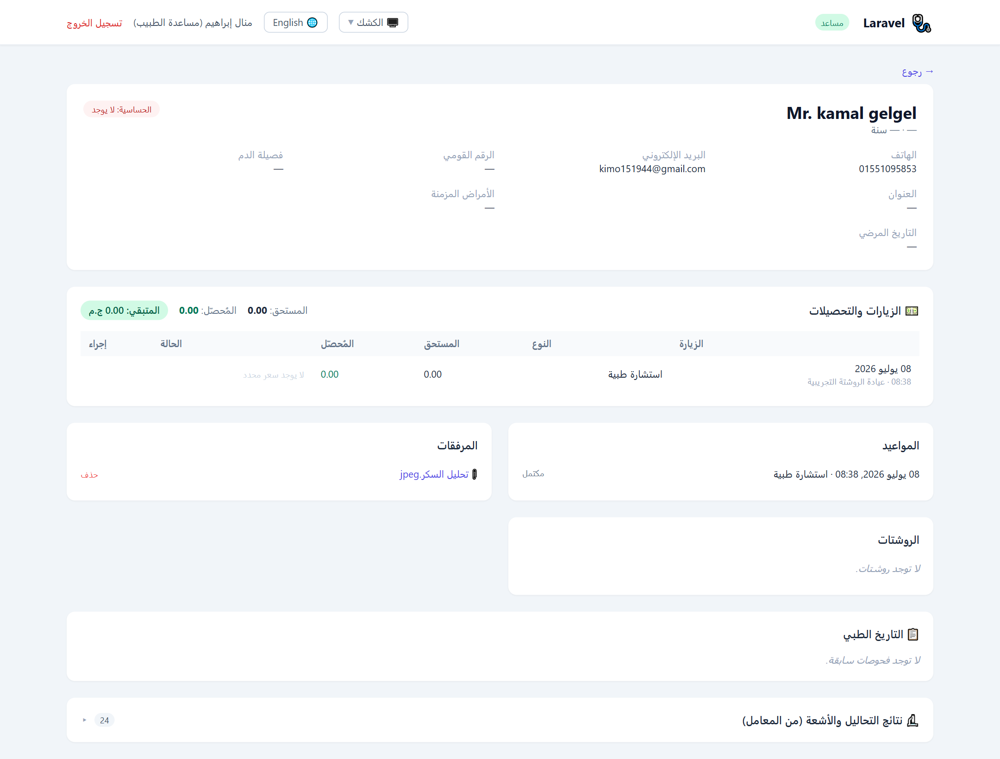 Laravel مساعد
الكشك ▼
English
منال إبراهيم (مساعدة الطبيب)
تسجيل الخروج
→ رجوع
Mr. kamal gelgel
الحساسية: لا يوجد
— · — سنة
الهاتف
01551095853
البريد الإلكتروني
kimo151944@gmail.com
الرقم القومي
—
فصيلة الدم
—
العنوان
—
الأمراض المزمنة
—
التاريخ المرضي
—
الزيارات والتحصيلات
المستحق: 0.00
المُحصّل: 0.00
المتبقي: 0.00 ج.م
الزيارة النوع المستحق المُحصّل الحالة إجراء
08 يوليو 2026
08:38 · عيادة الروشتة التجريبية
استشارة طبية
0.00
0.00
لا يوجد سعر محدد
المواعيد
08 يوليو 2026, 08:38 · استشارة طبية
مكتمل
المرفقات
تحليل السكر.jpeg
حذف
الروشتات
لا توجد روشتات.
التاريخ الطبي
لا توجد فحوصات سابقة.
نتائج التحاليل والأشعة (من المعامل)
24